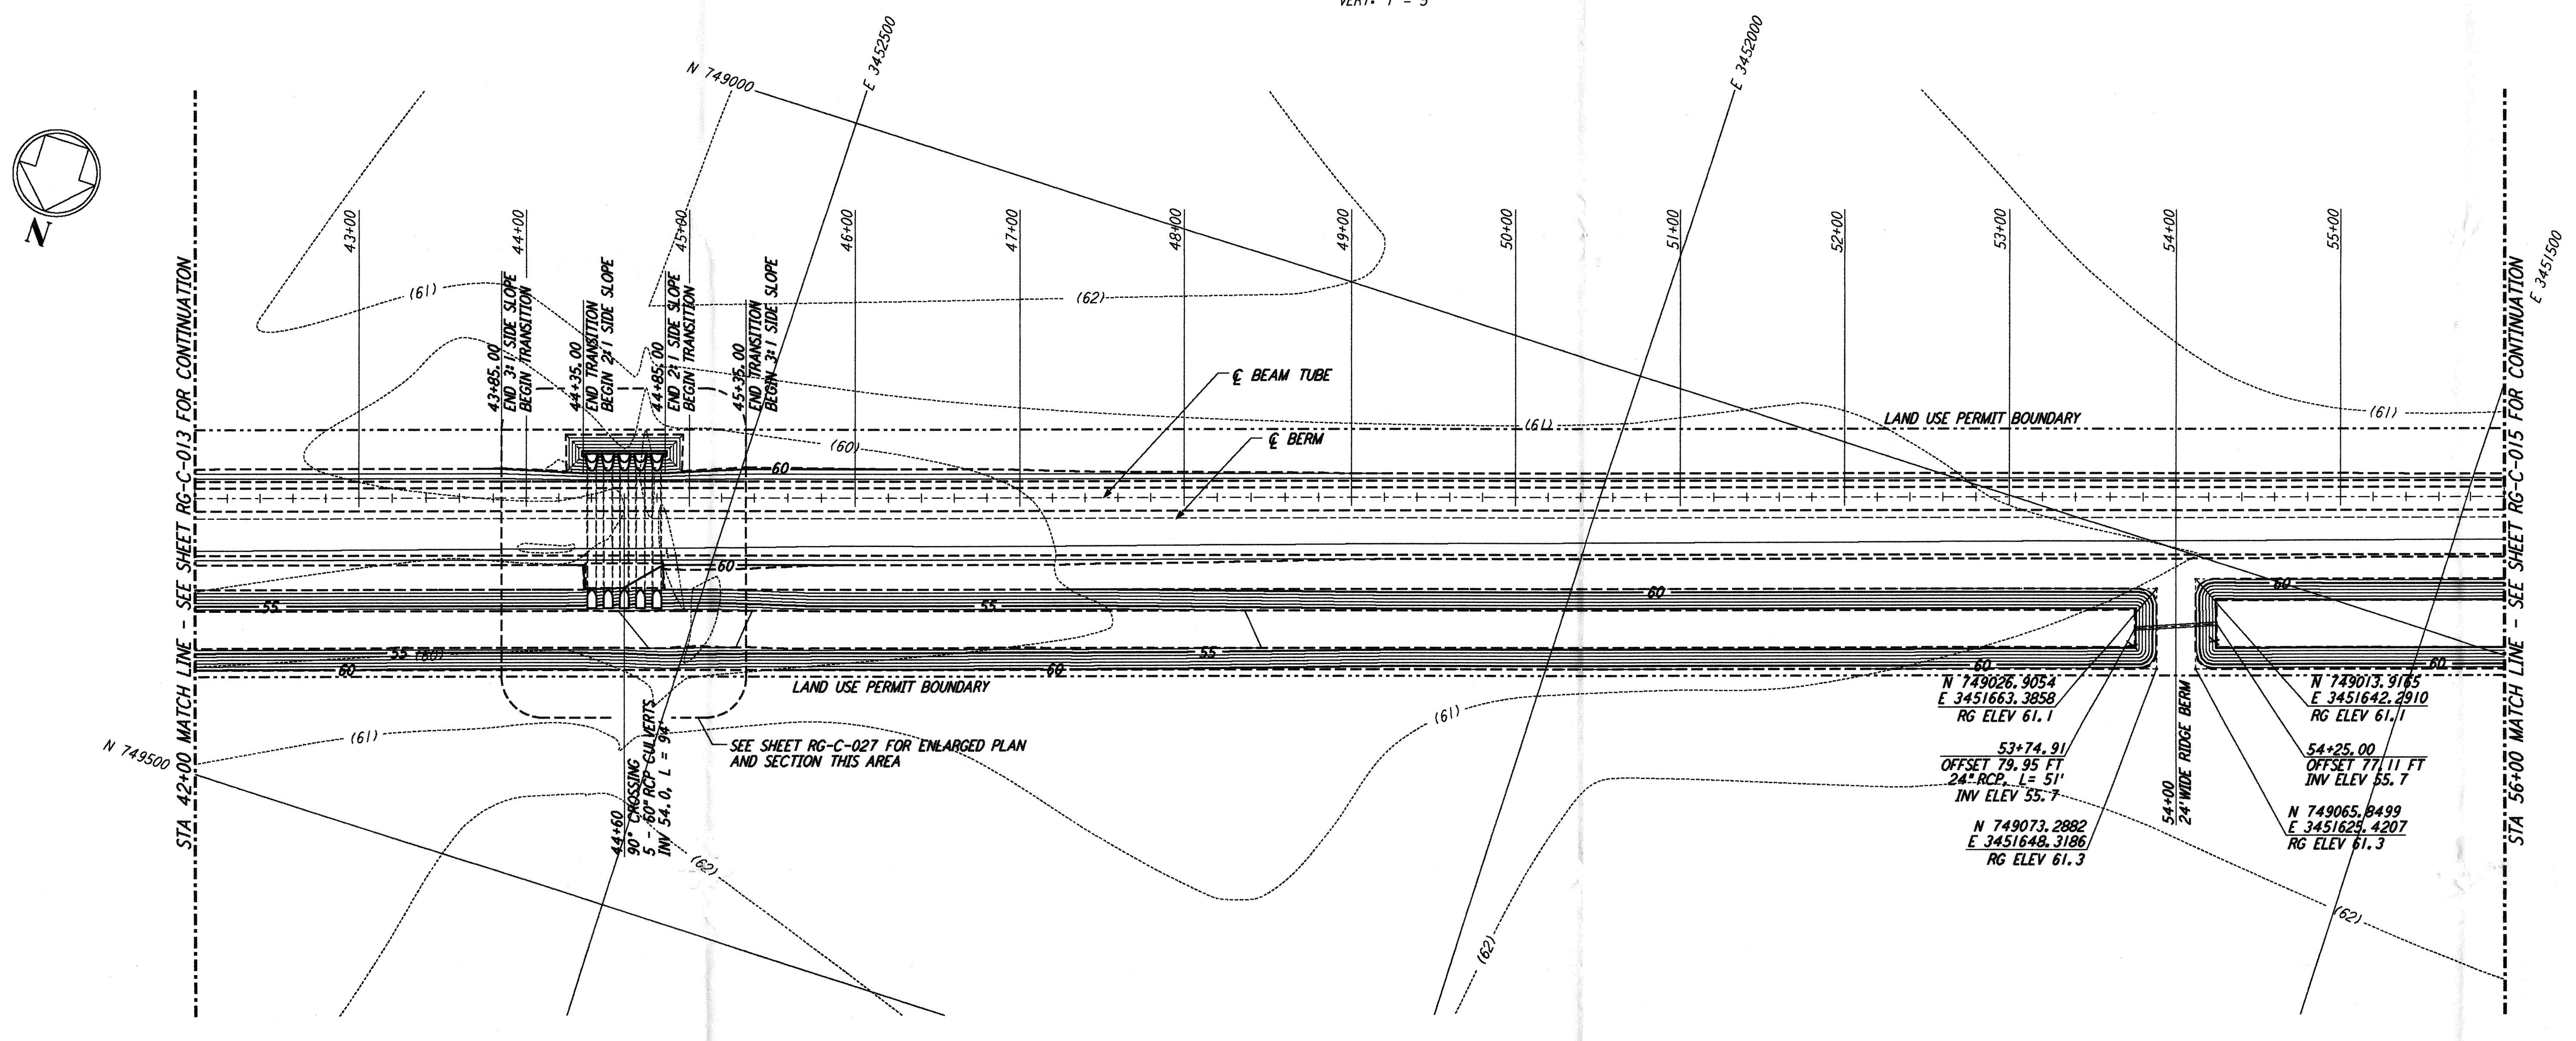 VERT. 1" = 5'
E 3452500
E 3452000
N 749000
N
43+00
44+00
45+00
46+00
47+00
48+00
49+00
50+00
51+00
52+00
53+00
54+00
55+00
E 3451500
STA 42+00 MATCH LINE - SEE SHEET RG-C-013 FOR CONTINUATION
STA 56+00 MATCH LINE - SEE SHEET RG-C-015 FOR CONTINUATION
(61)
(62)
43+85.00
END 3:1 SIDE SLOPE
BEGIN TRANSITION
44+35.00
END TRANSITION
BEGIN 2:1 SIDE SLOPE
44+85.00
END 2:1 SIDE SLOPE
BEGIN TRANSITION
45+35.00
END TRANSITION
BEGIN 3:1 SIDE SLOPE
℄ BEAM TUBE
(61)
LAND USE PERMIT BOUNDARY
(61)
℄ BERM
(60)
60
60
60
60
55
55
55
(60)
55
60
60
60
60
LAND USE PERMIT BOUNDARY
N 749026.9054
E 3451663.3858
RG ELEV 61.1
N 749013.9165
E 3451642.2910
RG ELEV 61.1
(61)
(61)
N 749500
SEE SHEET RG-C-027 FOR ENLARGED PLAN
AND SECTION THIS AREA
53+74.91
OFFSET 79.95 FT
24" RCP, L= 51'
INV ELEV 55.7
54+25.00
OFFSET 77.11 FT
INV ELEV 55.7
54+00
24' WIDE RIDGE BERM
44+60
90° CROSSING
5 - 60" RCP CULVERTS
INV 54.0, L = 94'
N 749073.2882
E 3451648.3186
RG ELEV 61.3
N 749065.8499
E 3451625.4207
RG ELEV 61.3
(62)
(62)
(62)